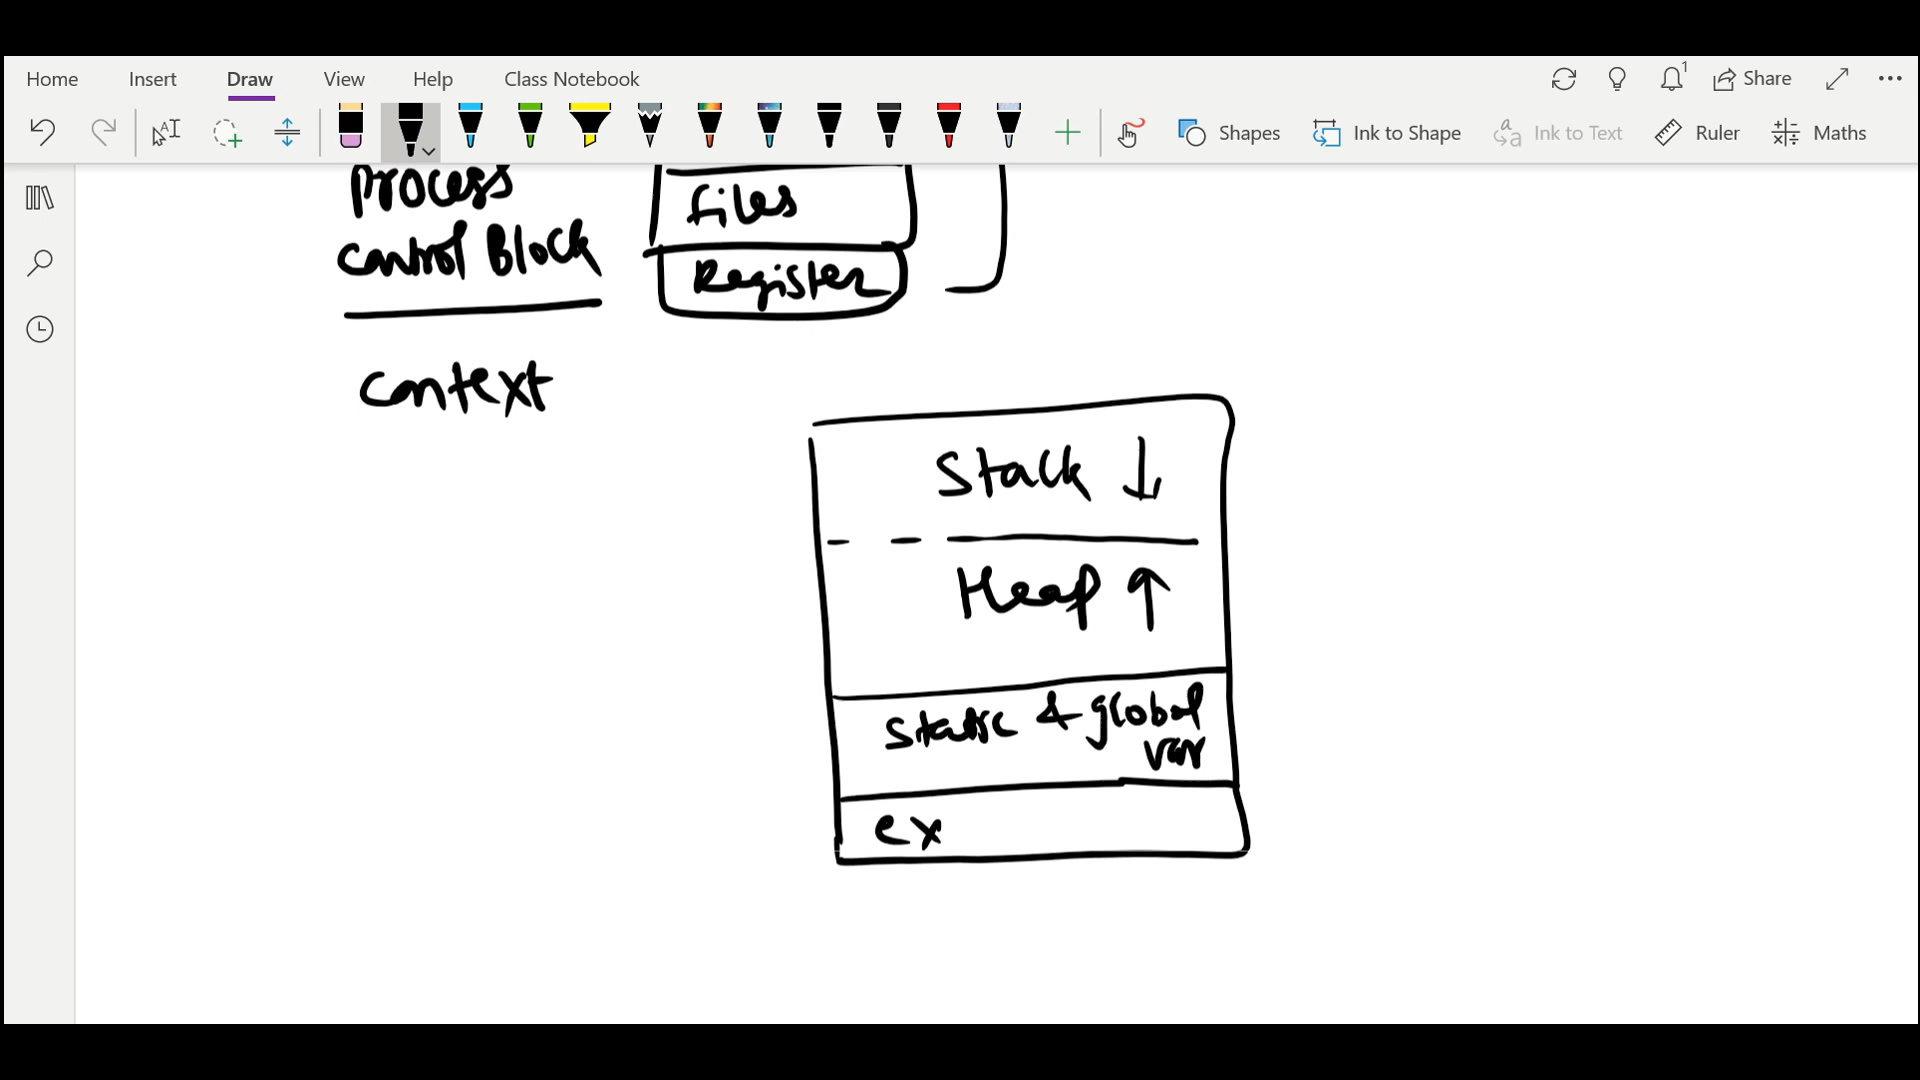 Home Insert Draw View Help Class Notebook
1 Share
Shapes Ink to Shape Ink to Text Ruler Maths
Process
Control Block
Files
Register
Context
Stack ↓
Heap ↑
Static & global
var
ex